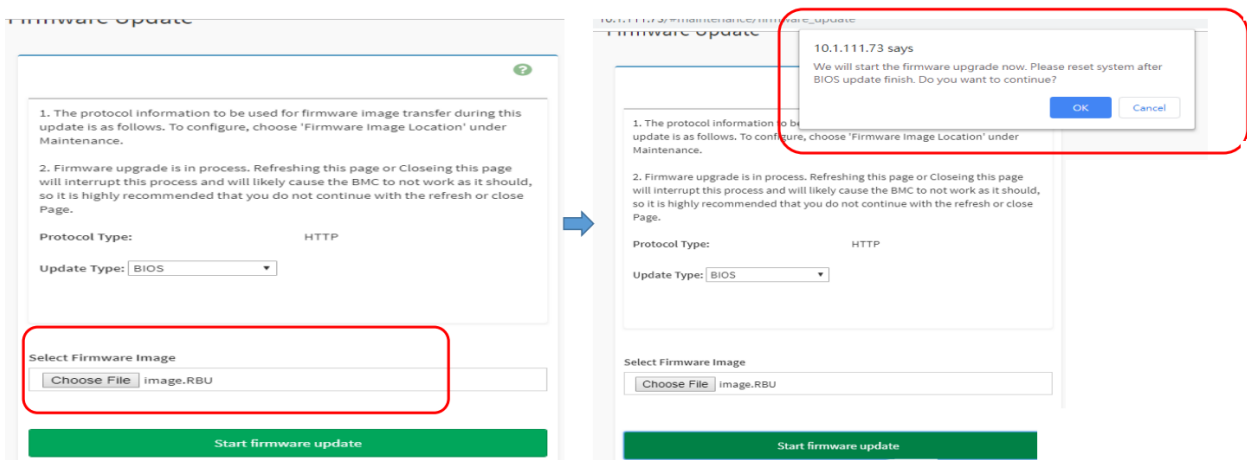 Firmware Update
1. The protocol information to be used for firmware image transfer during this
update is as follows. To configure, choose 'Firmware Image Location' under
Maintenance.
2. Firmware upgrade is in process. Refreshing this page or Closeing this page
will interrupt this process and will likely cause the BMC to not work as it should,
so it is highly recommended that you do not continue with the refresh or close
Page.
Protocol Type: HTTP
Update Type: BIOS
Select Firmware Image
Choose File image.RBU
Start firmware update
10.1.111.73/#maintenance/firmware_update
Firmware Update
10.1.111.73 says
We will start the firmware upgrade now. Please reset system after
BIOS update finish. Do you want to continue?
OK Cancel
1. The protocol information to be
update is as follows. To configure, choose 'Firmware Image Location' under
Maintenance.
2. Firmware upgrade is in process. Refreshing this page or Closeing this page
will interrupt this process and will likely cause the BMC to not work as it should,
so it is highly recommended that you do not continue with the refresh or close
Page.
Protocol Type: HTTP
Update Type: BIOS
Select Firmware Image
Choose File image.RBU
Start firmware update